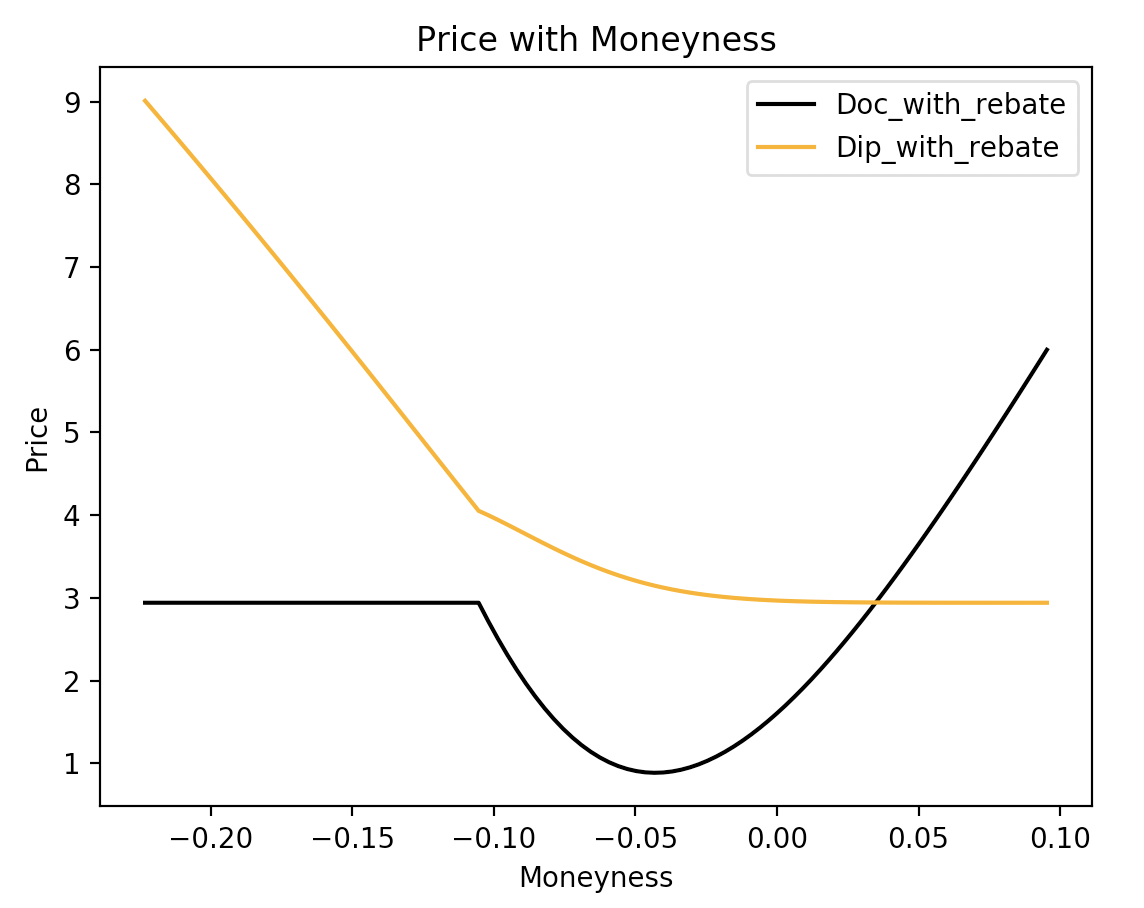 Price with Moneyness
Doc_with_rebate
Dip_with_rebate
9
8
7
6
5
4
3
2
1
Price
−0.20 −0.15 −0.10 −0.05 0.00 0.05 0.10
Moneyness